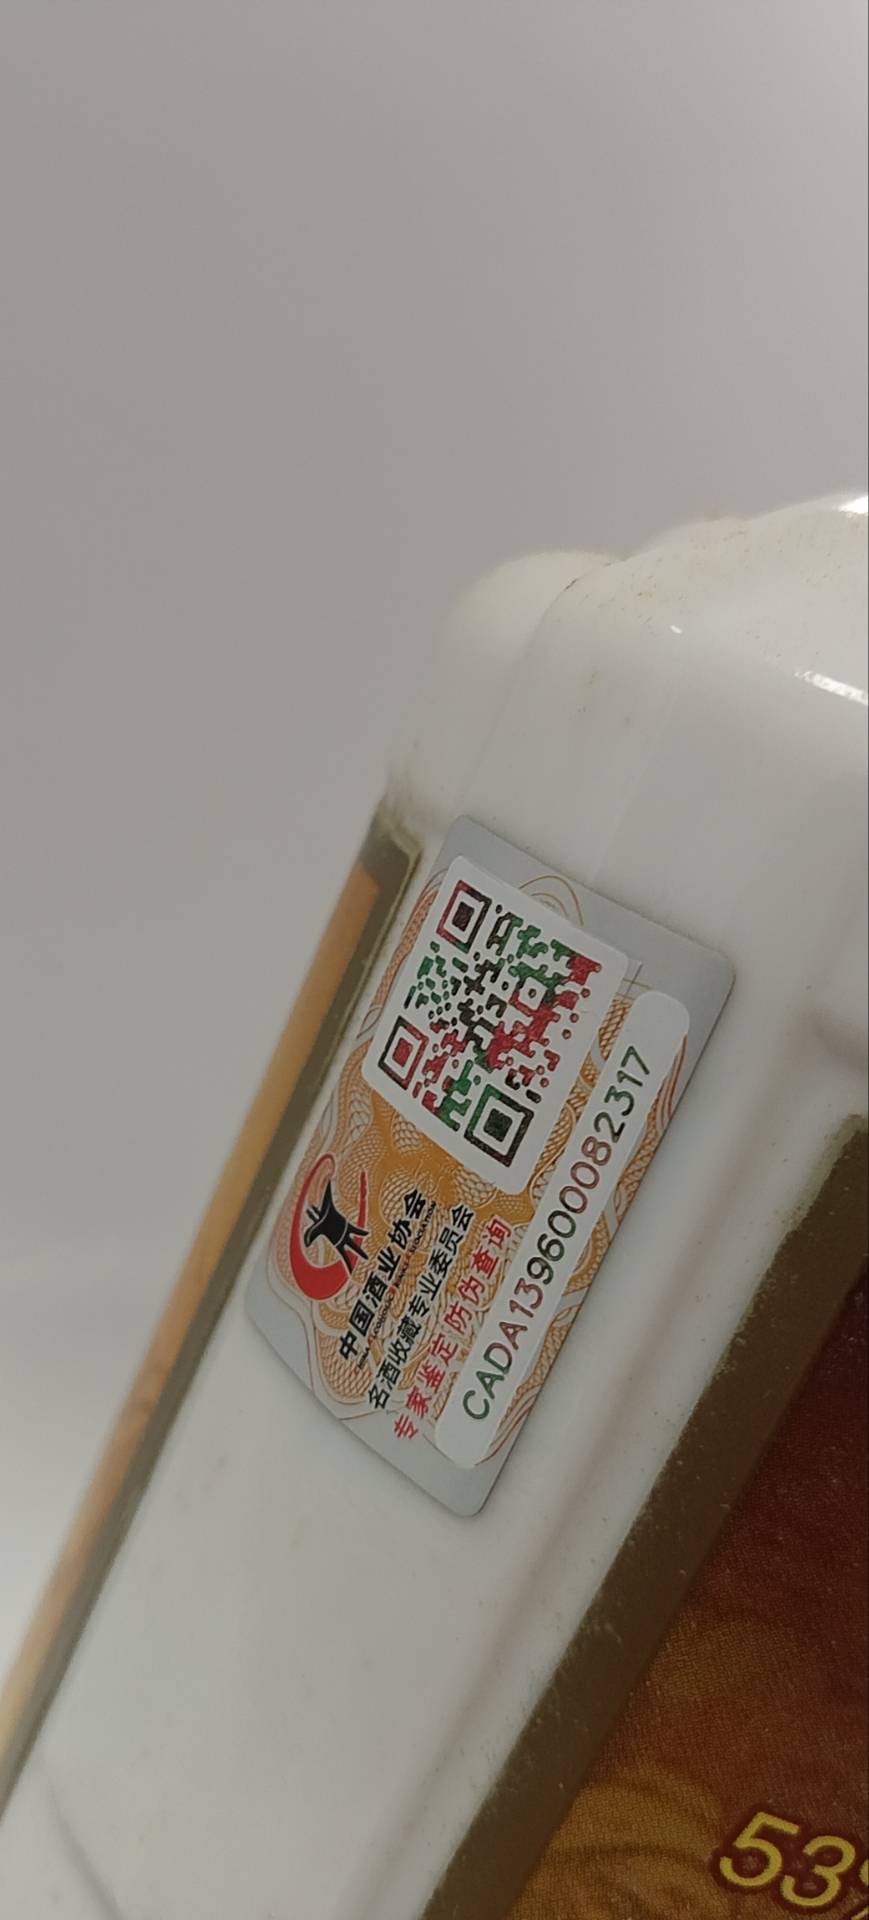 中国酒业协会
名酒收藏专业委员会
专家鉴定 防伪查询
CADA139600082317
53%